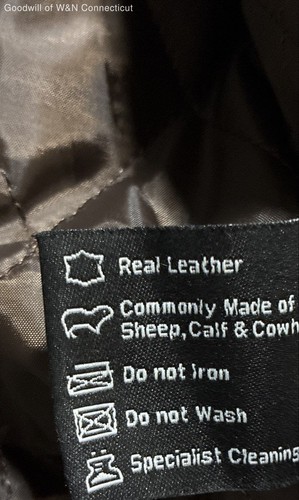 Goodwill of W&N Connecticut
Real Leather
Commonly Made of
Sheep, Calf & Cowh
Do not Iron
Do not Wash
Specialist Cleaning